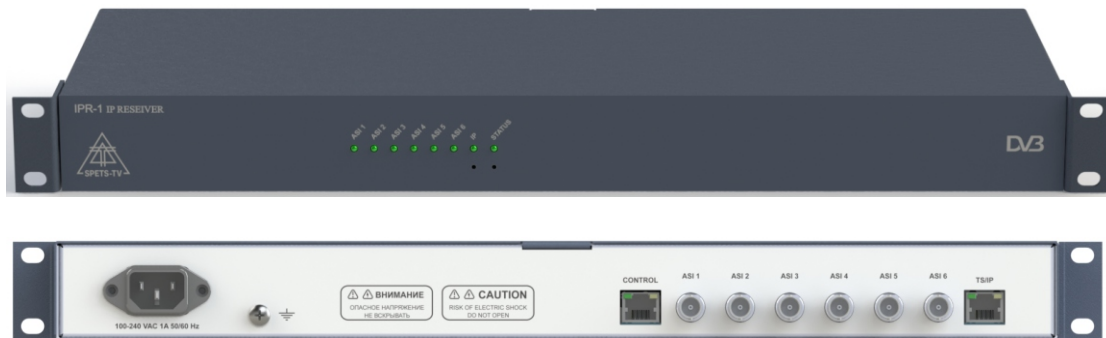 IPR-1 IP RESEIVER
ASI 1 ASI 2 ASI 3 ASI 4 ASI 5 ASI 6 IP STATUS
SPETS-TV
DVB
CONTROL ASI 1 ASI 2 ASI 3 ASI 4 ASI 5 ASI 6 TS/IP
ВНИМАНИЕ
ОПАСНОЕ НАПРЯЖЕНИЕ
НЕ ВСКРЫВАТЬ
CAUTION
RISK OF ELECTRIC SHOCK
DO NOT OPEN
100-240 VAC 1A 50/60 Hz